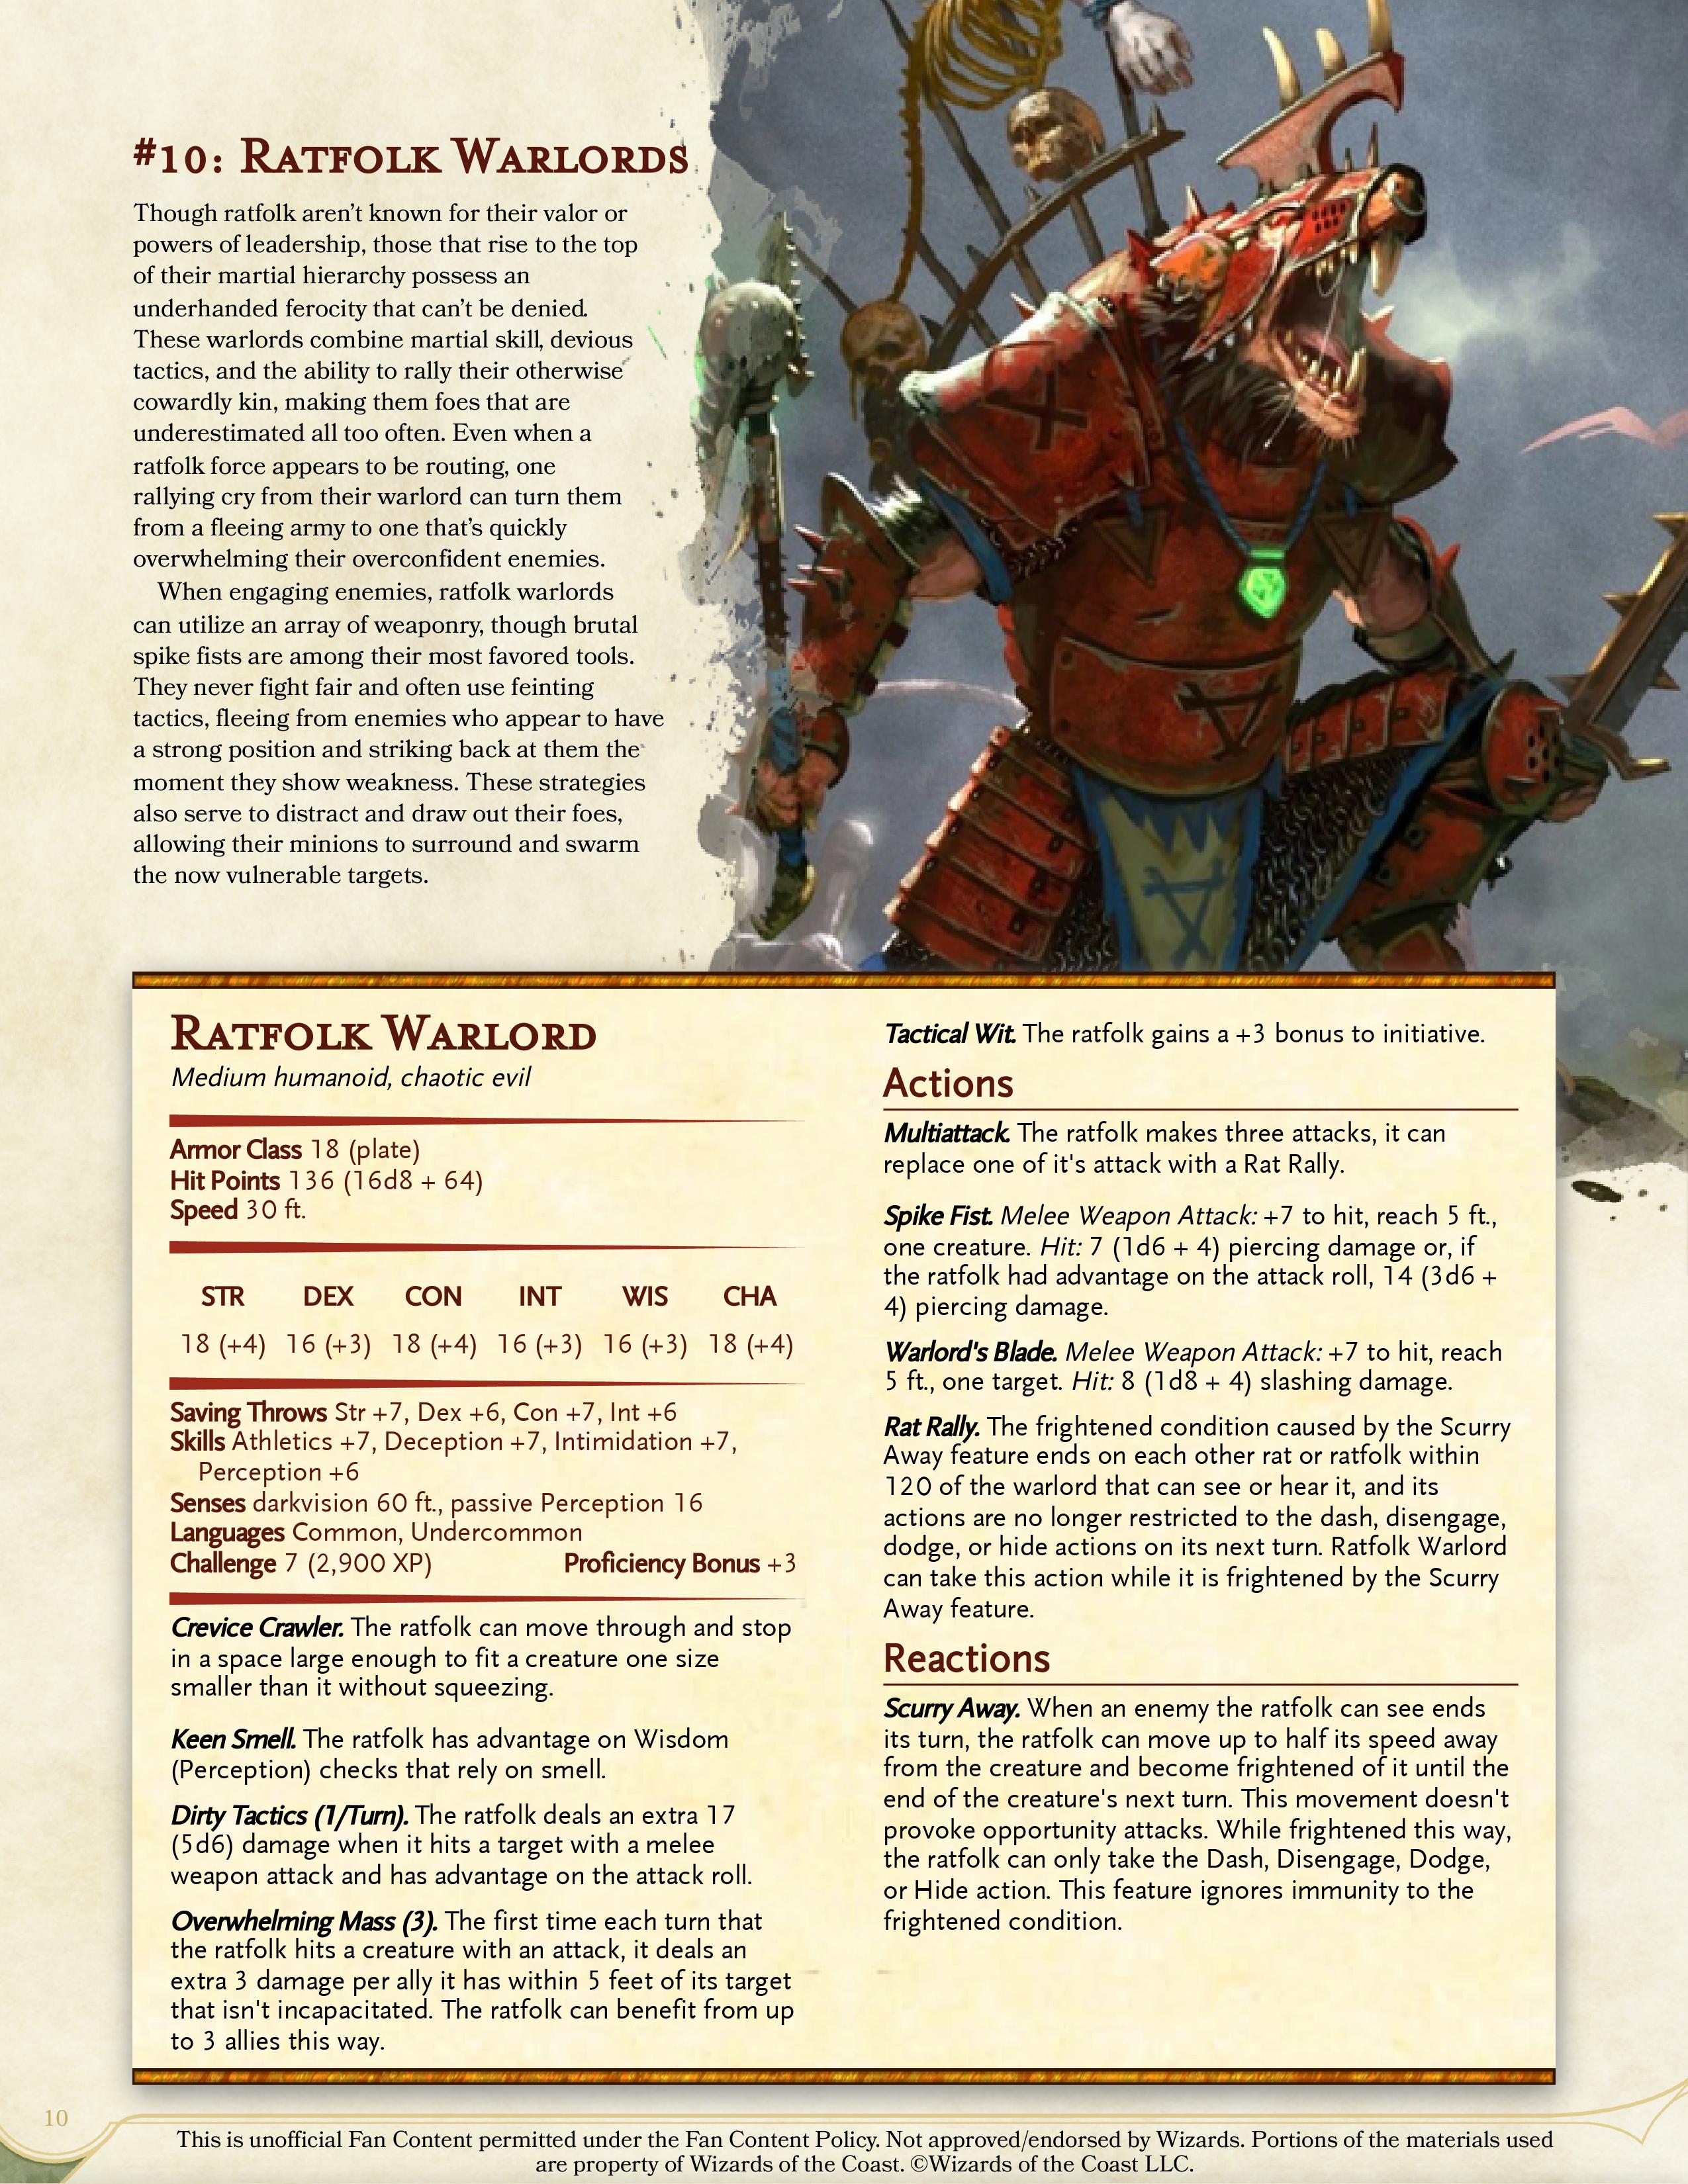 #10: Ratfolk Warlords
Though ratfolk aren't known for their valor or
powers of leadership, those that rise to the top
of their martial hierarchy possess an
underhanded ferocity that can't be denied.
These warlords combine martial skill, devious
tactics, and the ability to rally their otherwise
cowardly kin, making them foes that are
underestimated all too often. Even when a
ratfolk force appears to be routing, one
rallying cry from their warlord can turn them
from a fleeing army to one that's quickly
overwhelming their overconfident enemies.
When engaging enemies, ratfolk warlords
can utilize an array of weaponry, though brutal
spike fists are among their most favored tools.
They never fight fair and often use feinting
tactics, fleeing from enemies who appear to have
a strong position and striking back at them the
moment they show weakness. These strategies
also serve to distract and draw out their foes,
allowing their minions to surround and swarm
the now vulnerable targets.
Ratfolk Warlord
Medium humanoid, chaotic evil
Armor Class 18 (plate)
Hit Points 136 (16d8 + 64)
Speed 30 ft.
STR DEX CON INT WIS CHA
18 (+4) 16 (+3) 18 (+4) 16 (+3) 16 (+3) 18 (+4)
Saving Throws Str +7, Dex +6, Con +7, Int +6
Skills Athletics +7, Deception +7, Intimidation +7,
Perception +6
Senses darkvision 60 ft., passive Perception 16
Languages Common, Undercommon
Challenge 7 (2,900 XP) Proficiency Bonus +3
Crevice Crawler. The ratfolk can move through and stop
in a space large enough to fit a creature one size
smaller than it without squeezing.
Keen Smell. The ratfolk has advantage on Wisdom
(Perception) checks that rely on smell.
Dirty Tactics (1/Turn). The ratfolk deals an extra 17
(5d6) damage when it hits a target with a melee
weapon attack and has advantage on the attack roll.
Overwhelming Mass (3). The first time each turn that
the ratfolk hits a creature with an attack, it deals an
extra 3 damage per ally it has within 5 feet of its target
that isn't incapacitated. The ratfolk can benefit from up
to 3 allies this way.
Tactical Wit. The ratfolk gains a +3 bonus to initiative.
Actions
Multiattack. The ratfolk makes three attacks, it can
replace one of it's attack with a Rat Rally.
Spike Fist. Melee Weapon Attack: +7 to hit, reach 5 ft.,
one creature. Hit: 7 (1d6 + 4) piercing damage or, if
the ratfolk had advantage on the attack roll, 14 (3d6 +
4) piercing damage.
Warlord's Blade. Melee Weapon Attack: +7 to hit, reach
5 ft., one target. Hit: 8 (1d8 + 4) slashing damage.
Rat Rally. The frightened condition caused by the Scurry
Away feature ends on each other rat or ratfolk within
120 of the warlord that can see or hear it, and its
actions are no longer restricted to the dash, disengage,
dodge, or hide actions on its next turn. Ratfolk Warlord
can take this action while it is frightened by the Scurry
Away feature.
Reactions
Scurry Away. When an enemy the ratfolk can see ends
its turn, the ratfolk can move up to half its speed away
from the creature and become frightened of it until the
end of the creature's next turn. This movement doesn't
provoke opportunity attacks. While frightened this way,
the ratfolk can only take the Dash, Disengage, Dodge,
or Hide action. This feature ignores immunity to the
frightened condition.
10
This is unofficial Fan Content permitted under the Fan Content Policy. Not approved/endorsed by Wizards. Portions of the materials used
are property of Wizards of the Coast. ©Wizards of the Coast LLC.